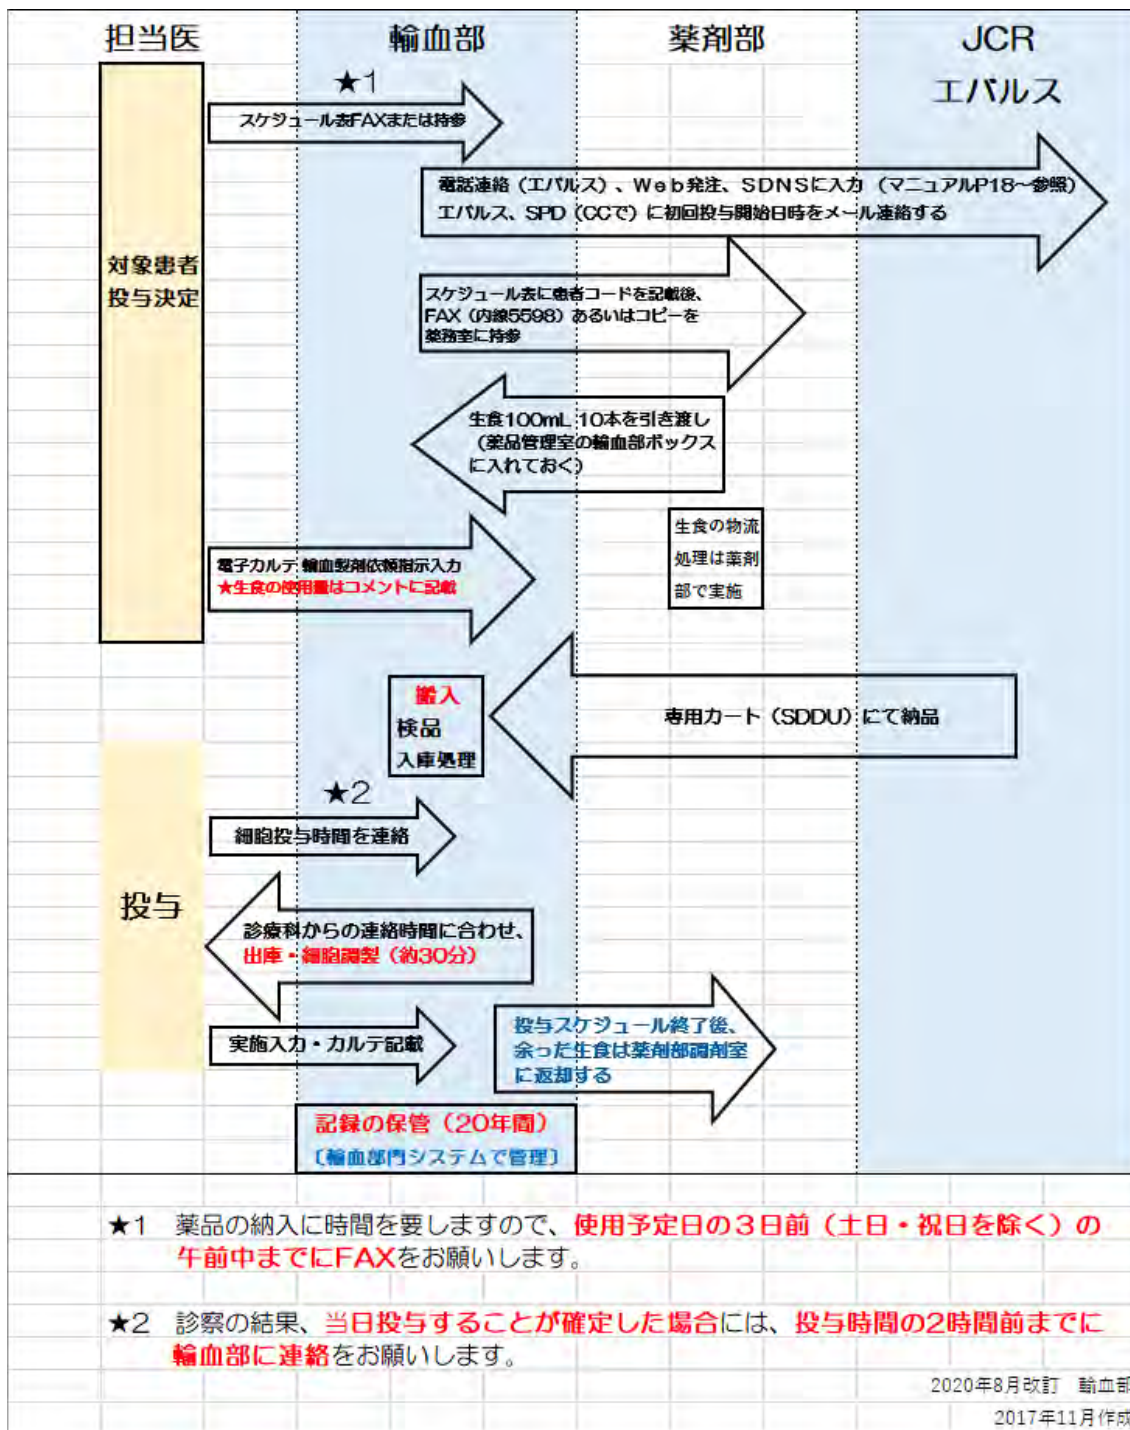 担当医
輸血部
薬剤部
JCR
エパルス
★1
スケジュール表FAXまたは持参
電話連絡（エパルス）、Web発注、SDNSに入力　（マニュアルP18～参照）
エパルス、SPD（CCで）に初回投与開始日時をメール連絡する
対象患者
投与決定
スケジュール表に患者コードを記載後、
FAX（内線5598）あるいはコピーを
薬務室に持参
生食100mL 10本を引き渡し
（薬品管理室の輸血部ボックス
に入れておく）
生食の物流
処理は薬剤
部で実施
電子カルテ 輸血製剤依頼指示入力
★生食の使用量はコメントに記載
搬入
検品
入庫処理
専用カート（SDDU）にて納品
★2
細胞投与時間を連絡
投与
診療科からの連絡時間に合わせ、
出庫・細胞調製（約30分）
実施入力・カルテ記載
投与スケジュール終了後、
余った生食は薬剤部調剤室
に返却する
記録の保管（20年間）
〔輸血部門システムで管理〕
★1　薬品の納入に時間を要しますので、使用予定日の３日前（土日・祝日を除く）の
午前中までにFAXをお願いします。
★2　診察の結果、当日投与することが確定した場合には、投与時間の2時間前までに
輸血部に連絡をお願いします。
2020年8月改訂　輸血部
2017年11月作成